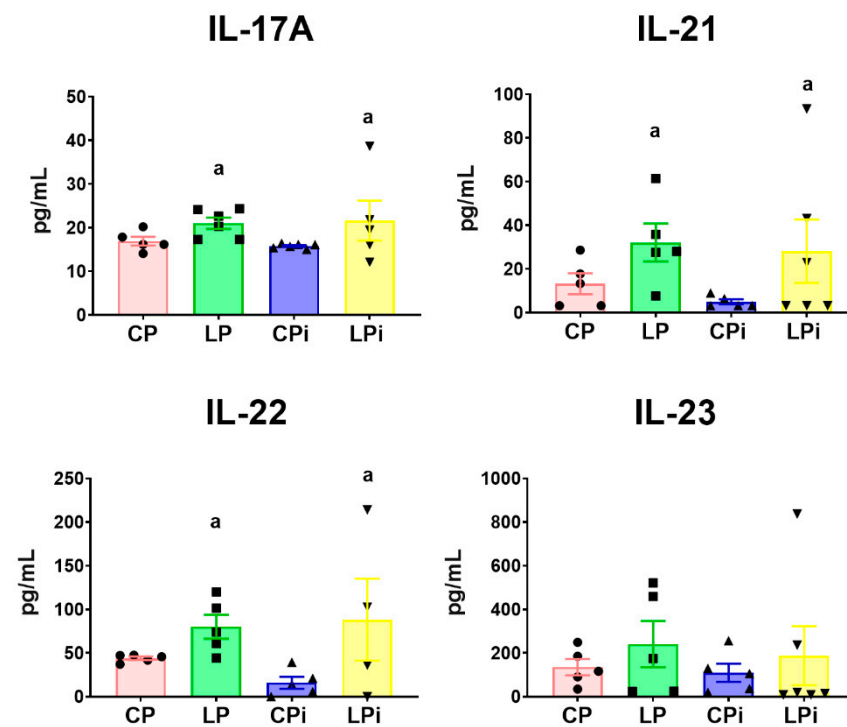 IL-17A
IL-21
50
40
30
20
10
0
pg/mL
a
a
CP LP CPi LPi
100
80
60
40
20
0
pg/mL
a
a
CP LP CPi LPi
IL-22
IL-23
250
200
150
100
50
0
pg/mL
a
a
CP LP CPi LPi
1000
800
600
400
200
0
pg/mL
CP LP CPi LPi